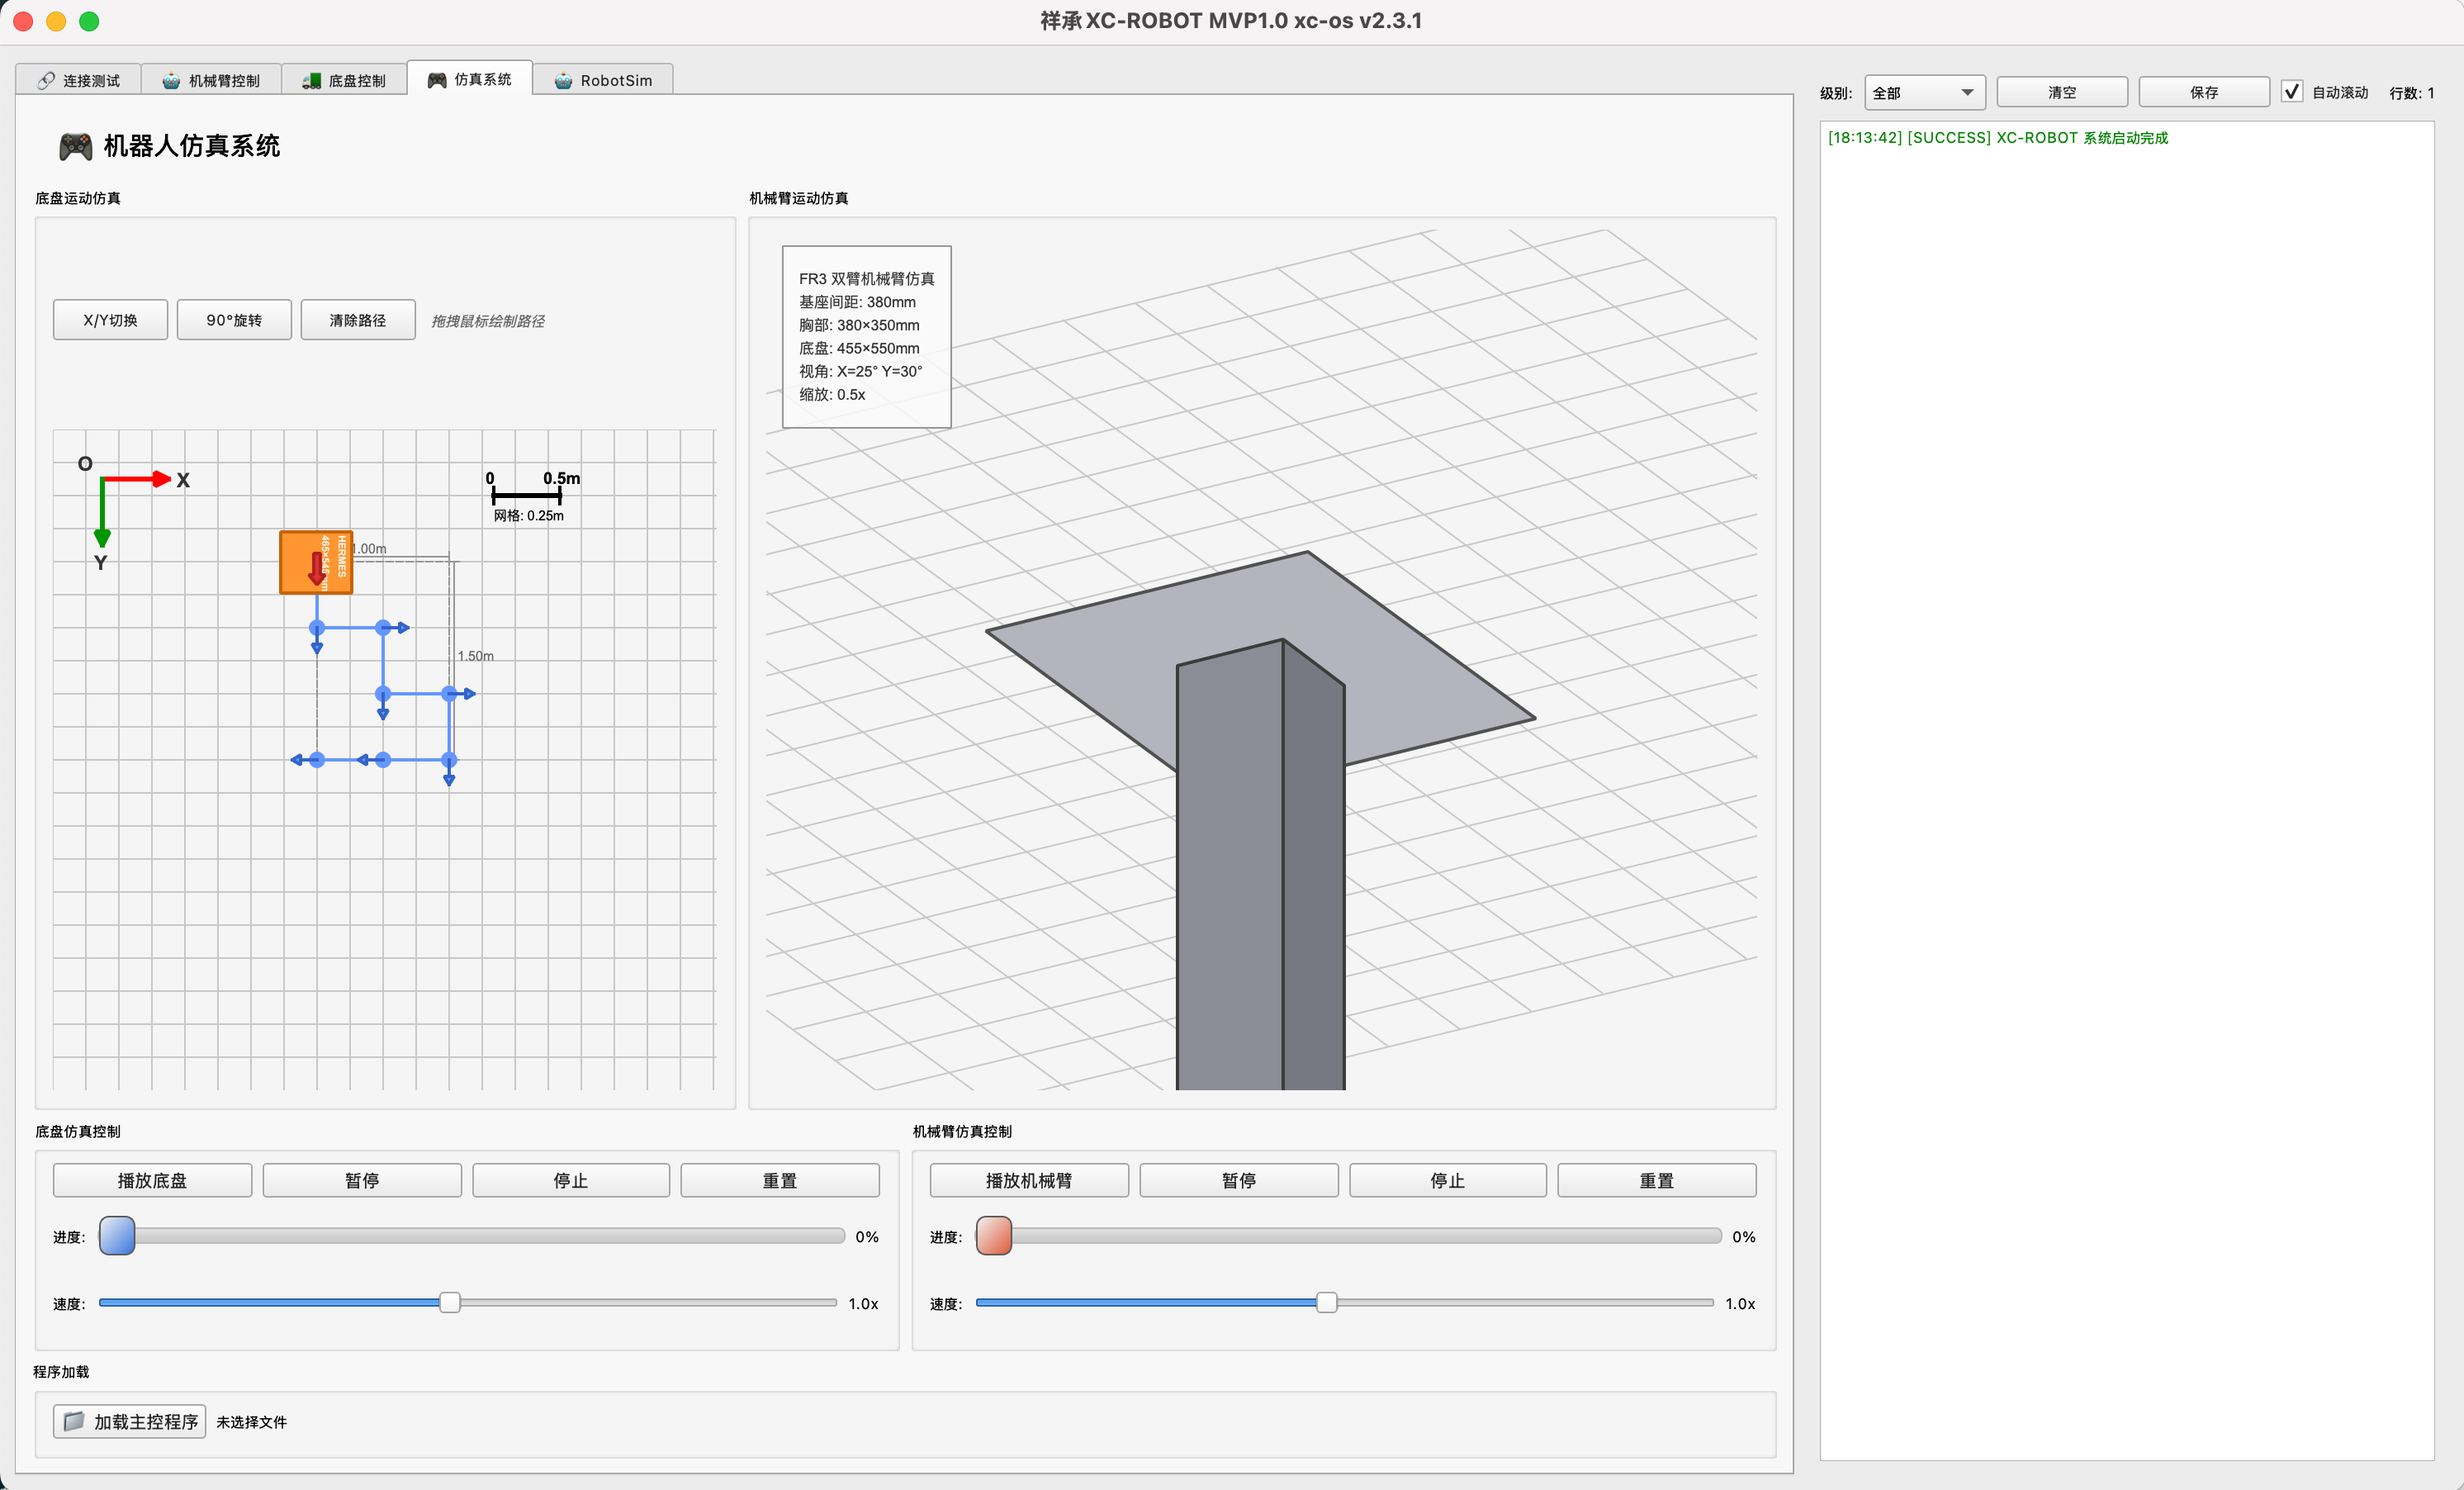 祥承 XC-ROBOT MVP1.0 xc-os v2.3.1
连接测试
机械臂控制
底盘控制
仿真系统
RobotSim
级别:
全部
清空
保存
自动滚动
行数: 1
[18:13:42] [SUCCESS] XC-ROBOT 系统启动完成
机器人仿真系统
底盘运动仿真
X/Y切换
90°旋转
清除路径
拖拽鼠标绘制路径
O
X
Y
0
0.5m
网格: 0.25m
HERMES
1.00m
1.50m
机械臂运动仿真
FR3 双臂机械臂仿真
基座间距: 380mm
胸部: 380×350mm
底盘: 455×550mm
视角: X=25° Y=30°
缩放: 0.5x
底盘仿真控制
播放底盘
暂停
停止
重置
进度:
0%
速度:
1.0x
机械臂仿真控制
播放机械臂
暂停
停止
重置
进度:
0%
速度:
1.0x
程序加载
加载主控程序
未选择文件